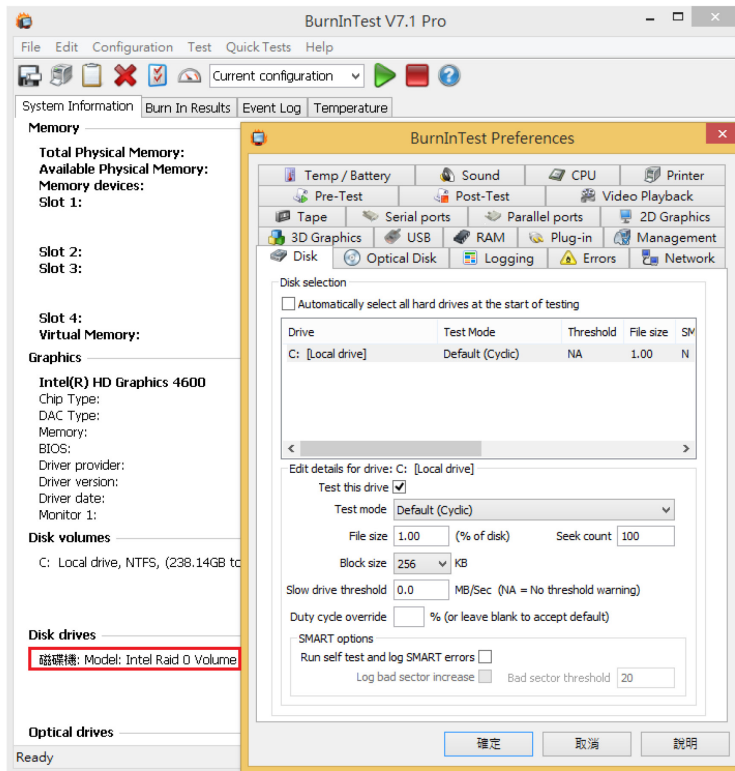 BurnInTest V7.1 Pro
File Edit Configuration Test Quick Tests Help
Current configuration
System Information Burn In Results Event Log Temperature
Memory
Total Physical Memory:
Available Physical Memory:
Memory devices:
Slot 1:
Slot 2:
Slot 3:
Slot 4:
Virtual Memory:
Graphics
Intel(R) HD Graphics 4600
Chip Type:
DAC Type:
Memory:
BIOS:
Driver provider:
Driver version:
Driver date:
Monitor 1:
Disk volumes
C: Local drive, NTFS, (238.14GB to
Disk drives
磁碟機: Model: Intel Raid 0 Volume
Optical drives
Ready
BurnInTest Preferences
Temp / Battery Sound CPU Printer
Pre-Test Post-Test Video Playback
Tape Serial ports Parallel ports 2D Graphics
3D Graphics USB RAM Plug-in Management
Disk Optical Disk Logging Errors Network
Disk selection
Automatically select all hard drives at the start of testing
Drive Test Mode Threshold File size SM
C: [Local drive] Default (Cyclic) NA 1.00 N
Edit details for drive: C: [Local drive]
Test this drive
Test mode Default (Cyclic)
File size 1.00 (% of disk) Seek count 100
Block size 256 KB
Slow drive threshold 0.0 MB/Sec (NA = No threshold warning)
Duty cycle override % (or leave blank to accept default)
SMART options
Run self test and log SMART errors
Log bad sector increase Bad sector threshold 20
確定 取消 說明